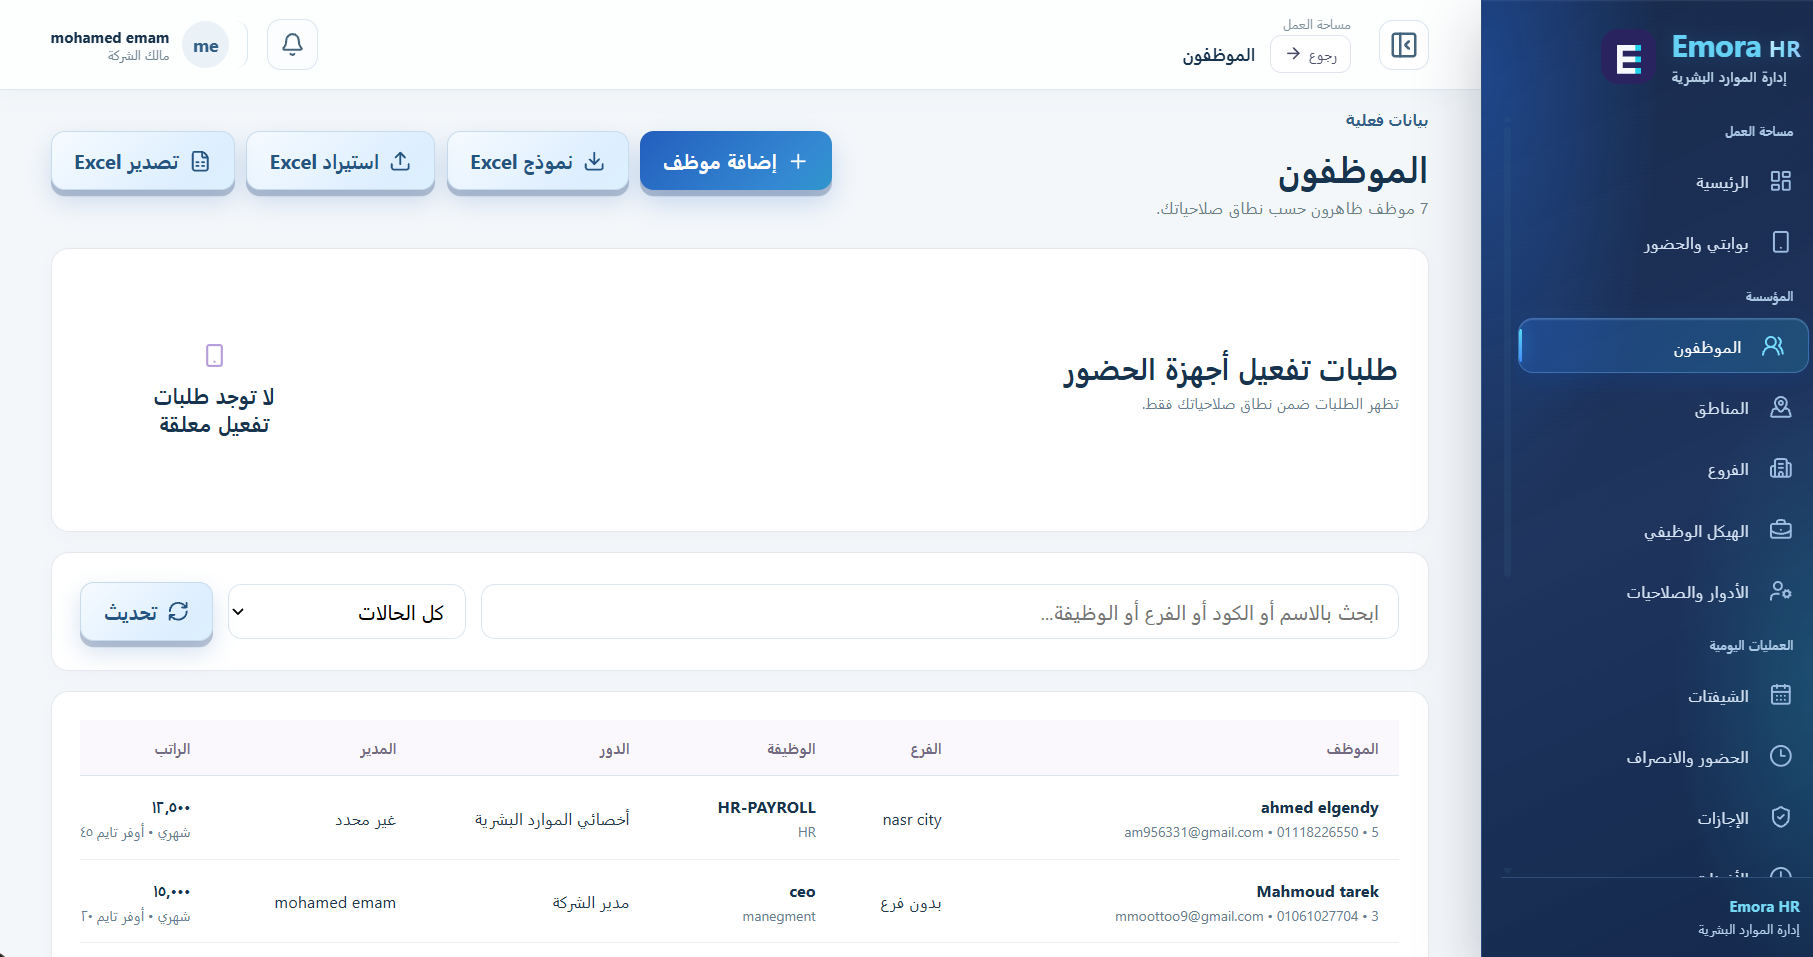 Emora HR
إدارة الموارد البشرية
مساحة العمل
الرئيسية
بوابتي والحضور
المؤسسة
الموظفون
المناطق
الفروع
الهيكل الوظيفي
الأدوار والصلاحيات
العمليات اليومية
الشيفتات
الحضور والانصراف
الإجازات
Emora HR
إدارة الموارد البشرية
مساحة العمل
رجوع
الموظفون
mohamed emam
مالك الشركة
me
بيانات فعلية
الموظفون
7 موظف ظاهرون حسب نطاق صلاحياتك.
إضافة موظف
نموذج Excel
استيراد Excel
تصدير Excel
طلبات تفعيل أجهزة الحضور
تظهر الطلبات ضمن نطاق صلاحياتك فقط.
لا توجد طلبات
تفعيل معلقة
ابحث بالاسم أو الكود أو الفرع أو الوظيفة...
كل الحالات
تحديث
الموظف الفرع الوظيفة الدور المدير الراتب
ahmed elgendy
5 • 01118226550 • am956331@gmail.com
nasr city
HR-PAYROLL
HR
أخصائي الموارد البشرية
غير محدد
١٢,٥٠٠
شهري • أوفر تايم ٤٥
Mahmoud tarek
3 • 01061027704 • mmoottoo9@gmail.com
بدون فرع
ceo
manegment
مدير الشركة
mohamed emam
١٥,٠٠٠
شهري • أوفر تايم ٢٠